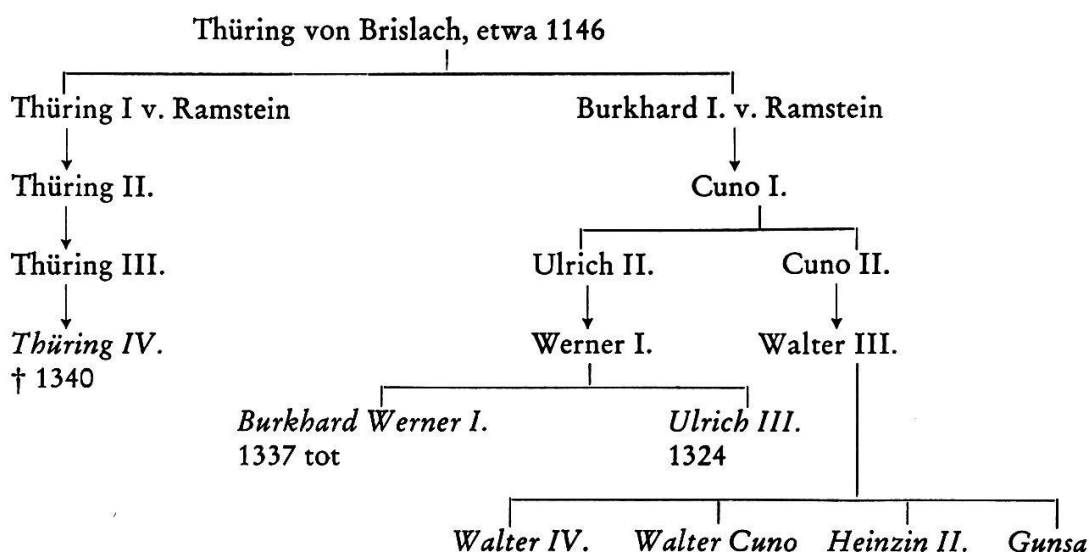 Thüring von Brislach, etwa 1146
Thüring I v. Ramstein Burkhard I. v. Ramstein
Thüring II. Cuno I.
Thüring III. Ulrich II. Cuno II.
Thüring IV. Werner I. Walter III.
† 1340
Burkhard Werner I. Ulrich III.
1337 tot 1324
Walter IV. Walter Cuno Heinzin II. Gunsa